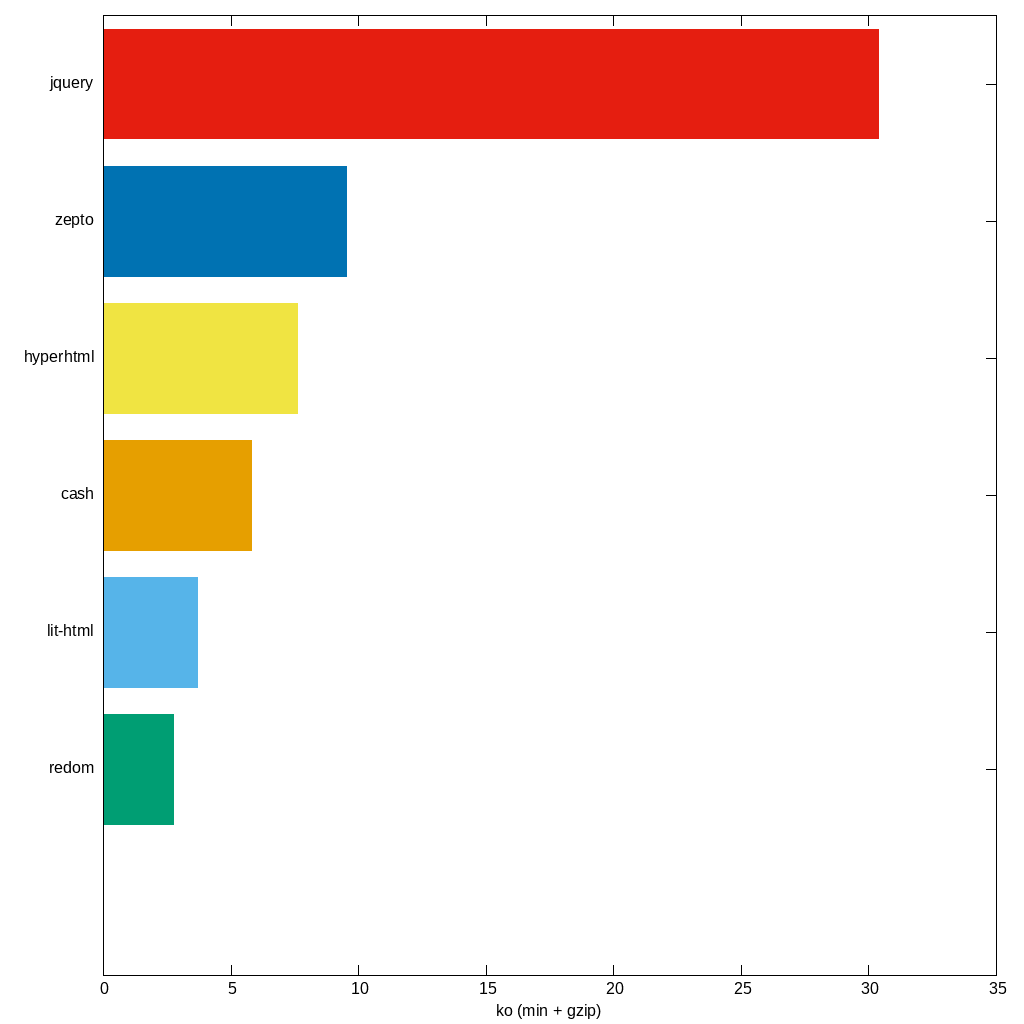 jquery
zepto
hyperhtml
cash
lit-html
redom
0 5 10 15 20 25 30 35
ko (min + gzip)